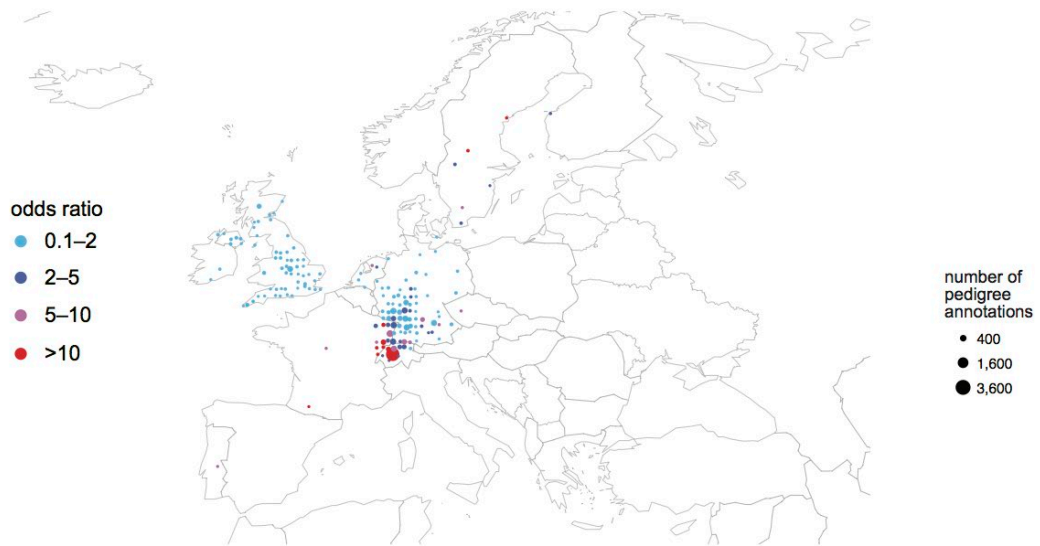 odds ratio
0.1–2
2–5
5–10
>10
number of
pedigree
annotations
400
1,600
3,600